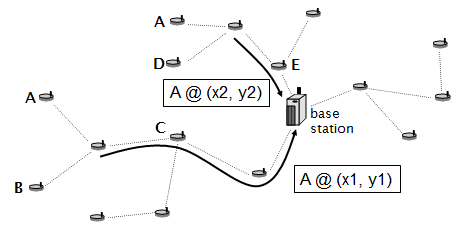 A
D
E
A @ (x2, y2)
A
base
station
C
B
A @ (x1, y1)